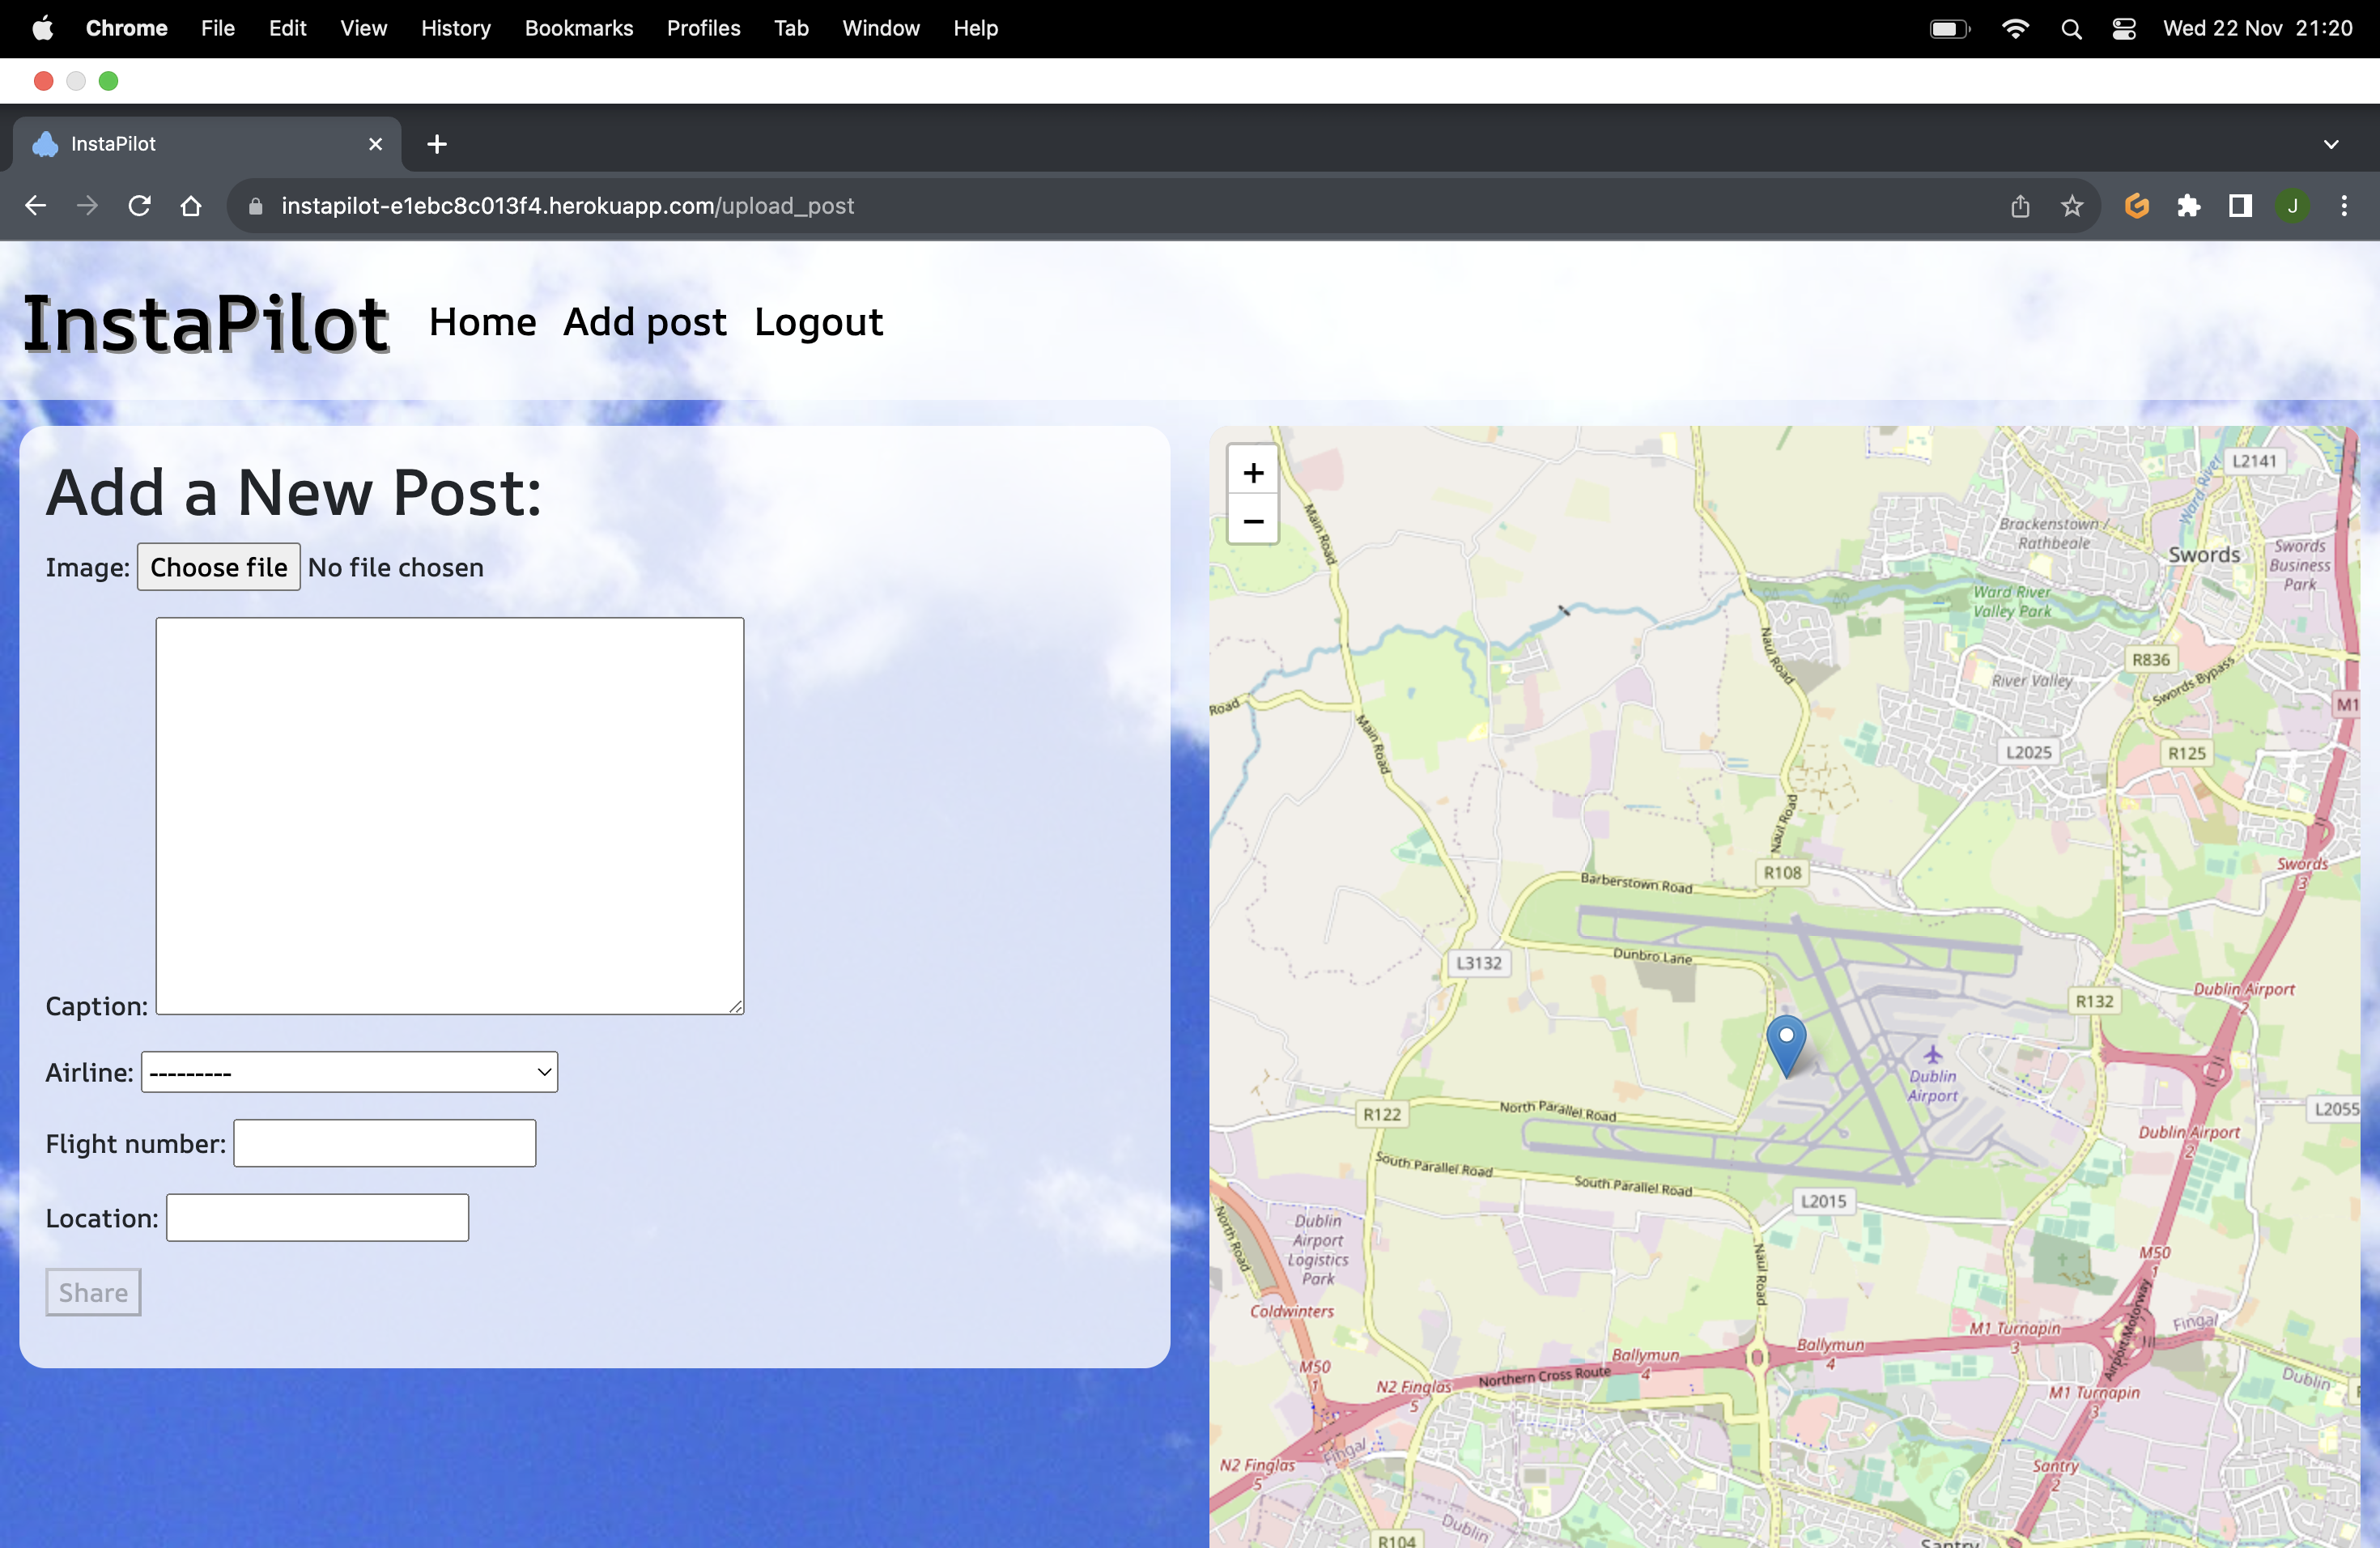 Chrome File Edit View History Bookmarks Profiles Tab Window Help Wed 22 Nov 21:20
InstaPilot
instapilot-e1ebc8c013f4.herokuapp.com/upload_post
J
InstaPilot Home Add post Logout
Add a New Post:
Image: Choose file No file chosen
Caption:
Airline: ---------
Flight number:
Location:
Share
+
−
L2141
Ward River
Main Road
Brackenstown /
Rathbeale
Swords
Swords
Business
Park
Ward River
Valley Park
Naul Road
R836
River Valley
Swords Bypass
Road
M1
Main Road
L2025
R125
Naul Road
Swords
3
R108
Barberstown Road
Dunbro Lane
L3132
Dublin Airport
2
R132
Dublin
Airport
R122
North Parallel Road
L2055
Dublin Airport
2
South Parallel Road
South Parallel Road
L2015
North Road
Dublin
Airport
Logistics
Park
Naul Road
M50
1
Coldwinters
Airport Motorway
Fingal
M1 Turnapin
3
Ballymun
4
Ballymun
4
M50
1
Northern Cross Route
N2 Finglas
5
M1 Turnapin
3
Dublin
Fingal
N2 Finglas
5
Santry
2
Dublin
R104
Santry